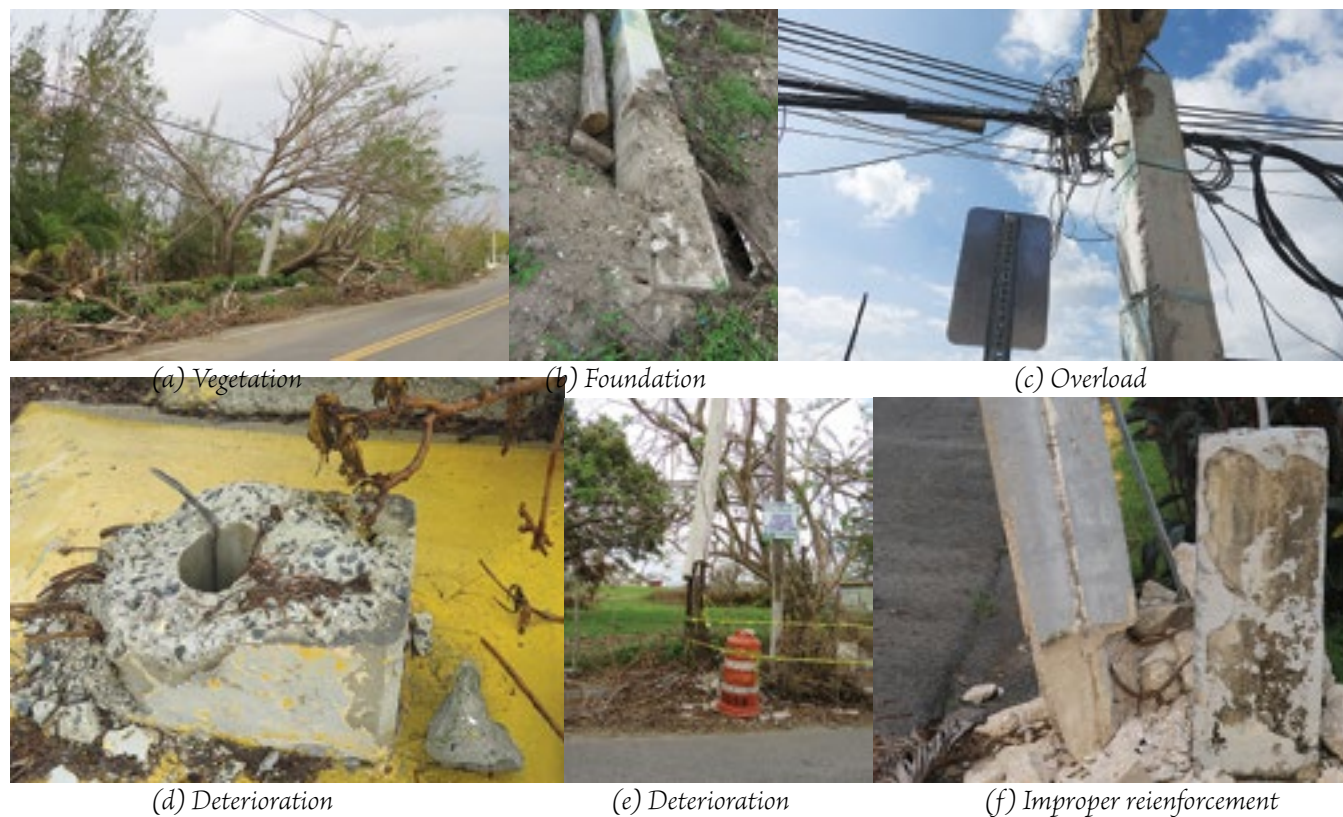 (a) Vegetation
(b) Foundation
(c) Overload
(d) Deterioration
(e) Deterioration
(f) Improper reienforcement